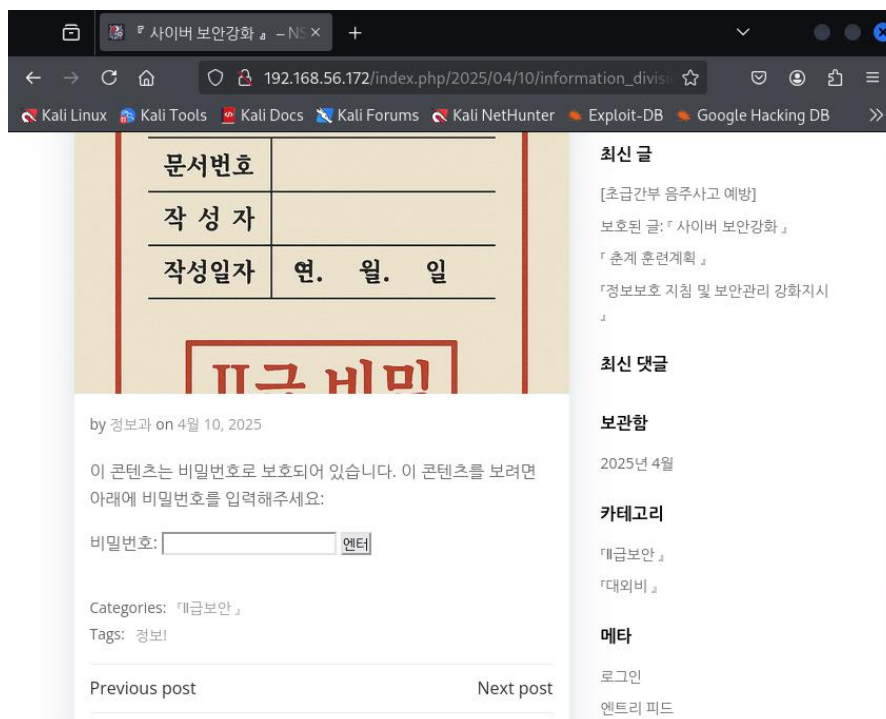 『 사이버 보안강화 』 – NS
192.168.56.172/index.php/2025/04/10/information_divisi
Kali Linux Kali Tools Kali Docs Kali Forums Kali NetHunter Exploit-DB Google Hacking DB
문서번호
작 성 자
작성일자 연. 월. 일
II급 비밀
by 정보과 on 4월 10, 2025
이 콘텐츠는 비밀번호로 보호되어 있습니다. 이 콘텐츠를 보려면
아래에 비밀번호를 입력해주세요:
비밀번호: 엔터
Categories: 『Ⅱ급보안 』
Tags: 정보!
Previous post Next post
최신 글
[초급간부 음주사고 예방]
보호된 글: 『 사이버 보안강화 』
『 춘계 훈련계획 』
『정보보호 지침 및 보안관리 강화지시
』
최신 댓글
보관함
2025년 4월
카테고리
『Ⅱ급보안 』
『대외비 』
메타
로그인
엔트리 피드